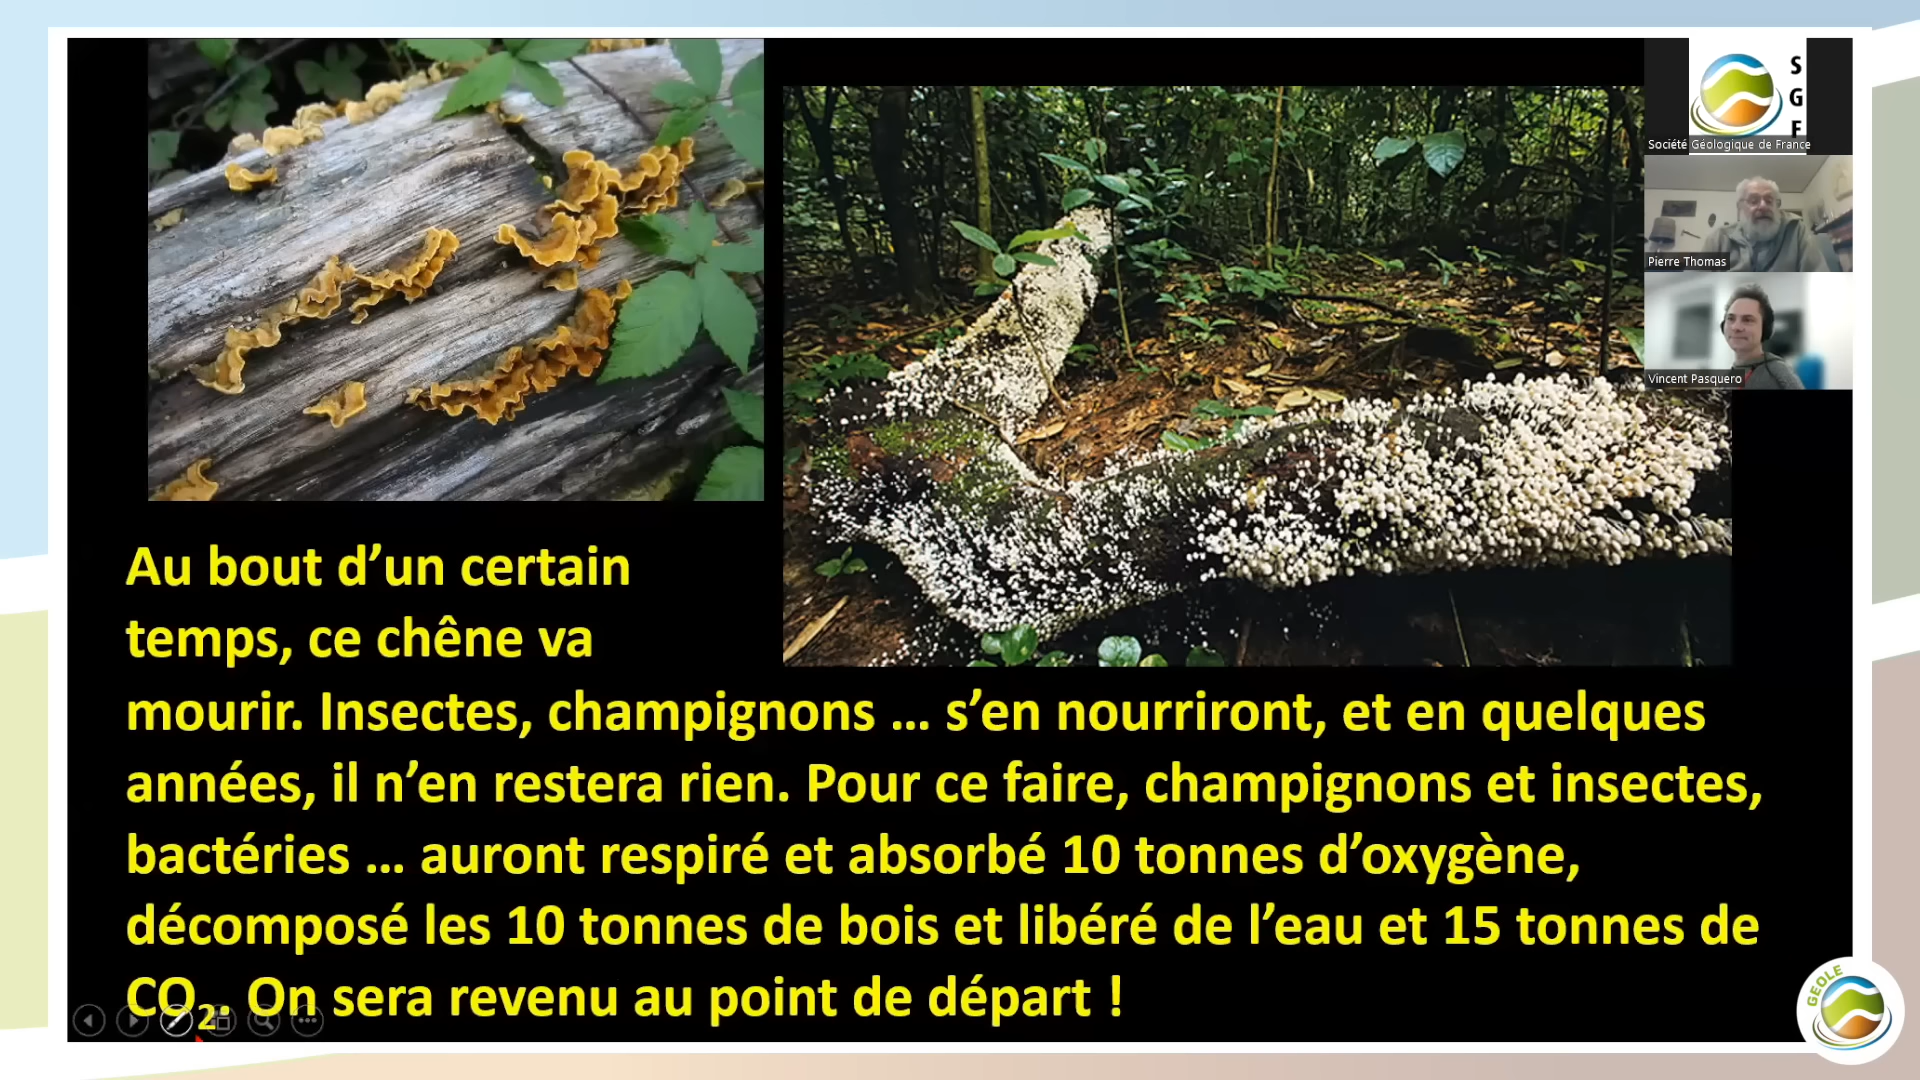 Au bout d’un certain
temps, ce chêne va
mourir. Insectes, champignons … s’en nourriront, et en quelques
années, il n’en restera rien. Pour ce faire, champignons et insectes,
bactéries … auront respiré et absorbé 10 tonnes d’oxygène,
décomposé les 10 tonnes de bois et libéré de l’eau et 15 tonnes de
CO2. On sera revenu au point de départ !
S
G
F
Société Géologique de France
Pierre Thomas
Vincent Pasquero
GEOLE